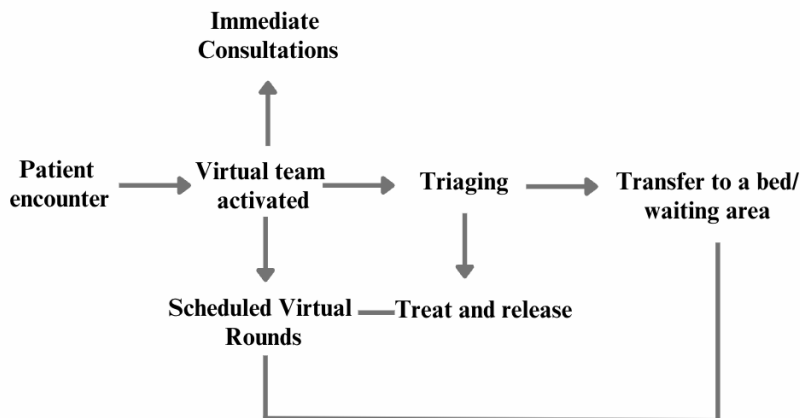 Immediate
Consultations
Patient
encounter
Virtual team
activated
Triaging
Transfer to a bed/
waiting area
Scheduled Virtual
Rounds
Treat and release